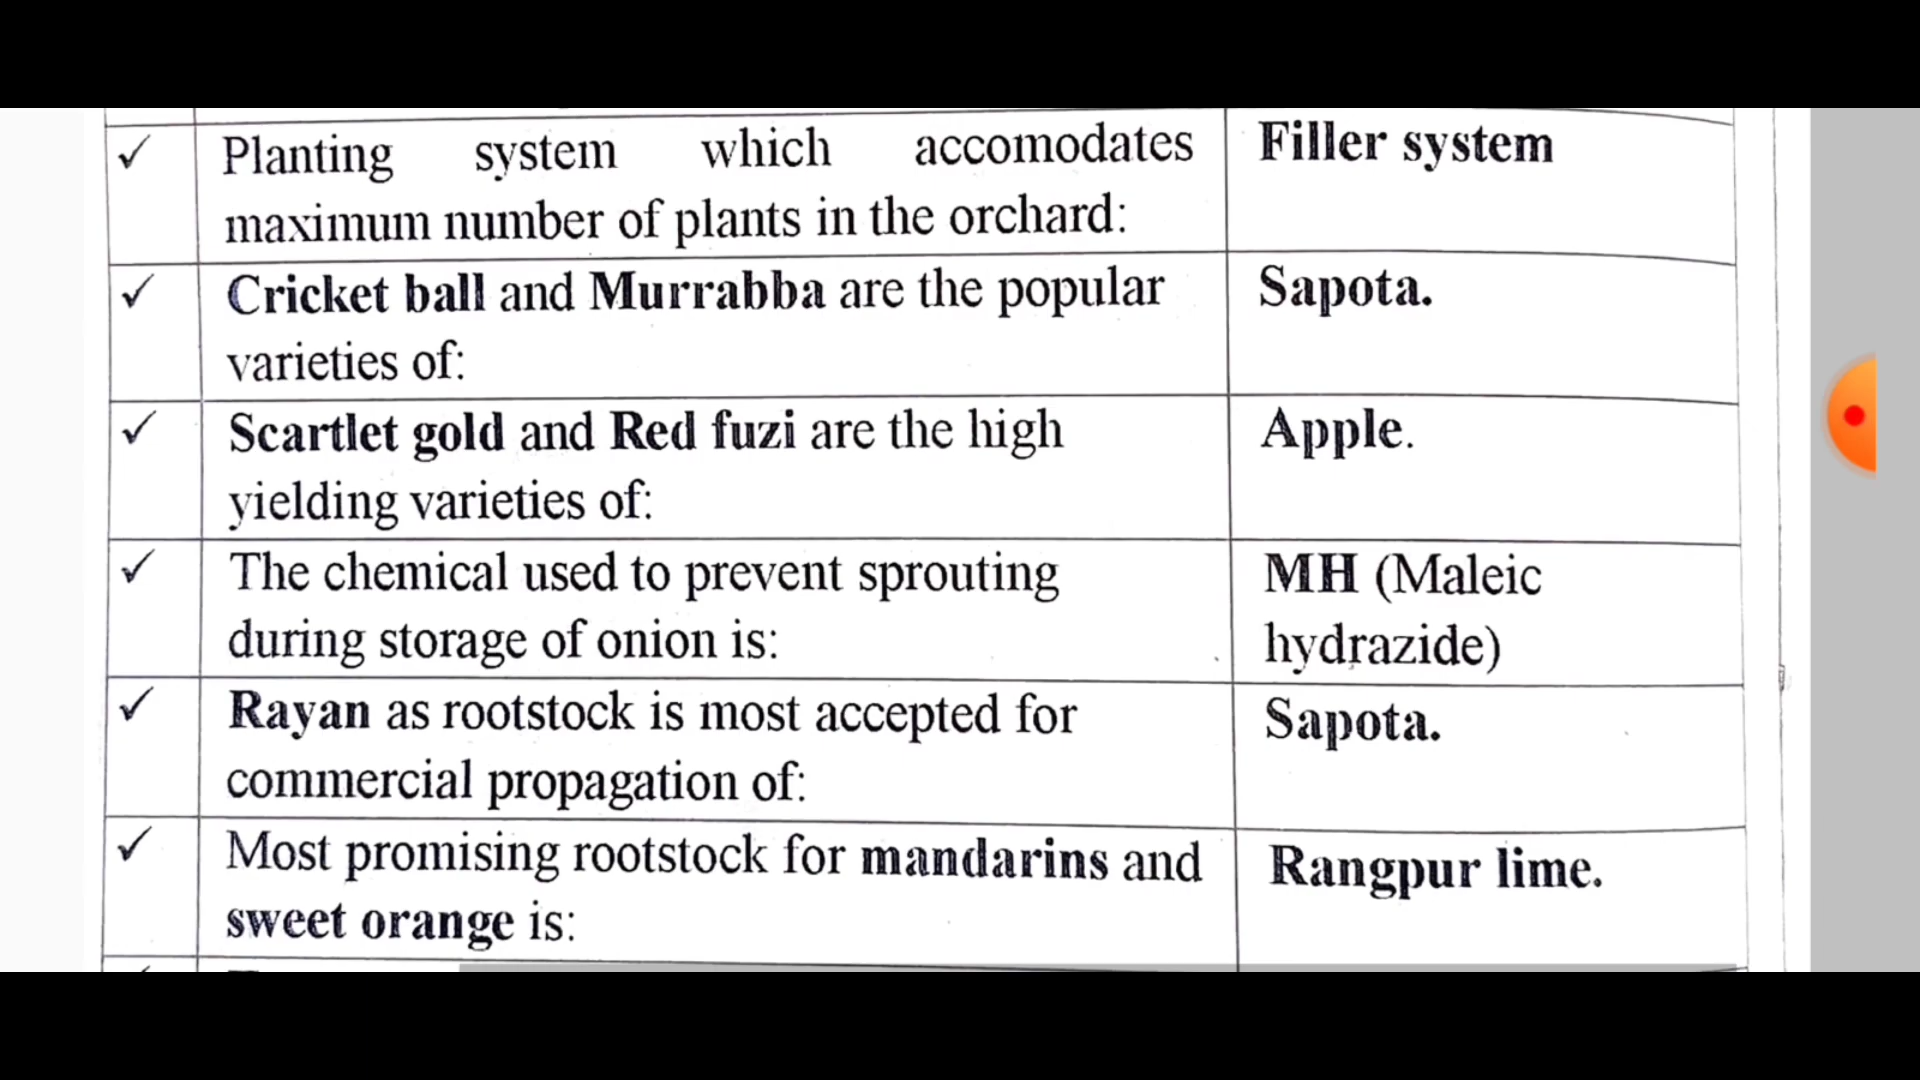 Planting system which accomodates
maximum number of plants in the orchard:
Filler system
Cricket ball and Murrabba are the popular
varieties of:
Sapota.
Scartlet gold and Red fuzi are the high
yielding varieties of:
Apple.
The chemical used to prevent sprouting
during storage of onion is:
MH (Maleic
hydrazide)
Rayan as rootstock is most accepted for
commercial propagation of:
Sapota.
Most promising rootstock for mandarins and
sweet orange is:
Rangpur lime.